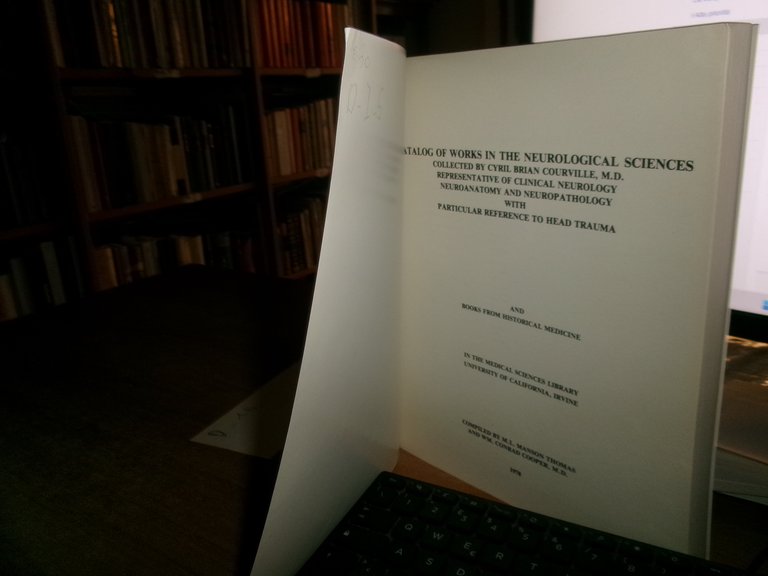 ATALOG OF WORKS IN THE NEUROLOGICAL SCIENCES
COLLECTED BY CYRIL BRIAN COURVILLE, M.D.
REPRESENTATIVE OF CLINICAL NEUROLOGY
NEUROANATOMY AND NEUROPATHOLOGY
WITH
PARTICULAR REFERENCE TO HEAD TRAUMA
AND
BOOKS FROM HISTORICAL MEDICINE
IN THE MEDICAL SCIENCES LIBRARY
UNIVERSITY OF CALIFORNIA, IRVINE
COMPILED BY M.L. MANSON THOMAS
AND WM. CONRAD COOPER, M.D.
1970
Q W E R T
A S D